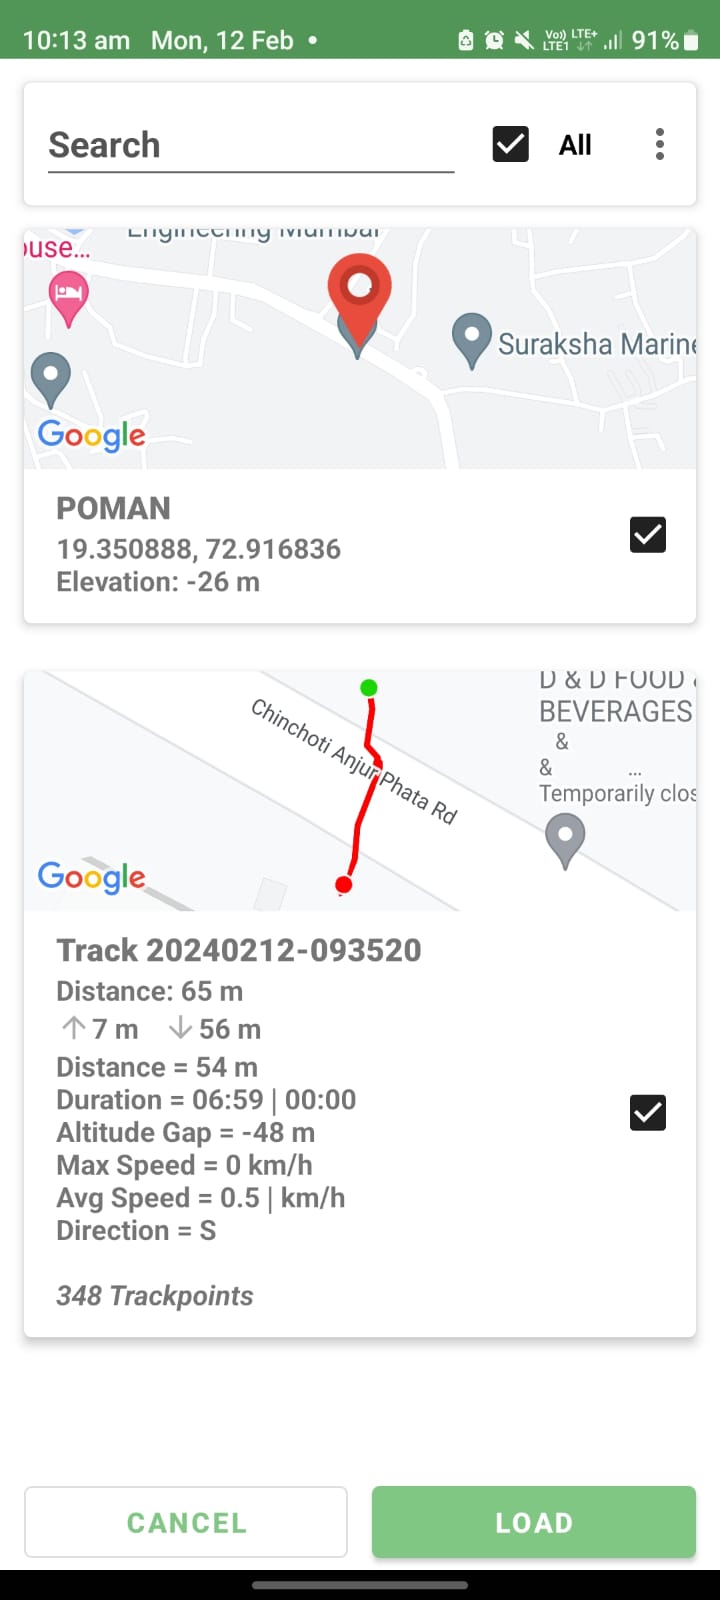 10:13 am Mon, 12 Feb •
Vo)) LTE+
LTE1
91%
Search
All
Engineering Mumbai
ouse...
Suraksha Marine
Google
POMAN
19.350888, 72.916836
Elevation: -26 m
D & D FOOD &
BEVERAGES
&
& ...
Temporarily clos
Chinchoti Anjur Phata Rd
Google
Track 20240212-093520
Distance: 65 m
↑ 7 m ↓ 56 m
Distance = 54 m
Duration = 06:59 | 00:00
Altitude Gap = -48 m
Max Speed = 0 km/h
Avg Speed = 0.5 | km/h
Direction = S
348 Trackpoints
CANCEL
LOAD